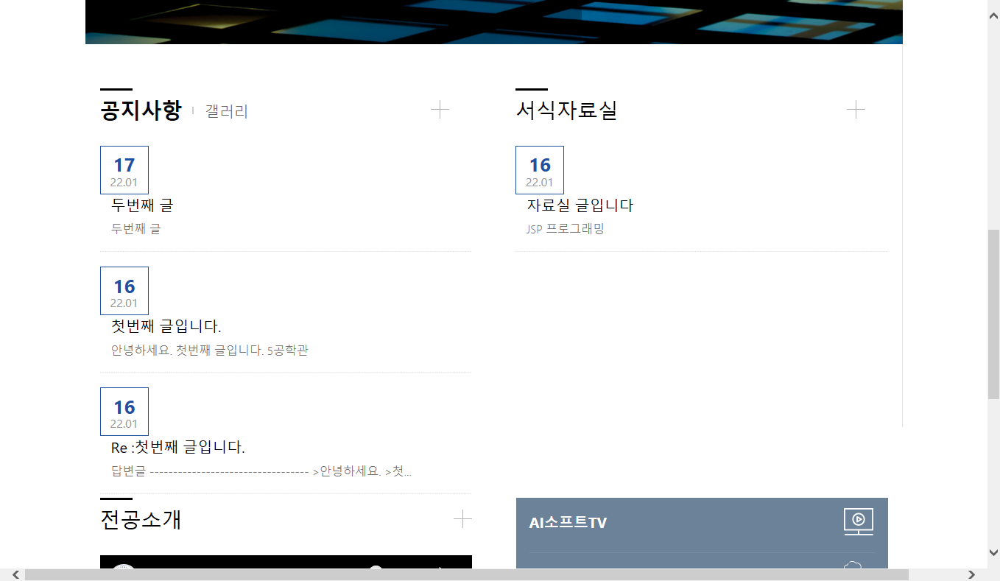 공지사항 갤러리
17
22.01
두번째 글
두번째 글
16
22.01
첫번째 글입니다.
안녕하세요. 첫번째 글입니다. 5공학관
16
22.01
Re :첫번째 글입니다.
답변글 ---------------------------------- >안녕하세요. >첫...
서식자료실
16
22.01
자료실 글입니다
JSP 프로그래밍
전공소개
AI소프트TV